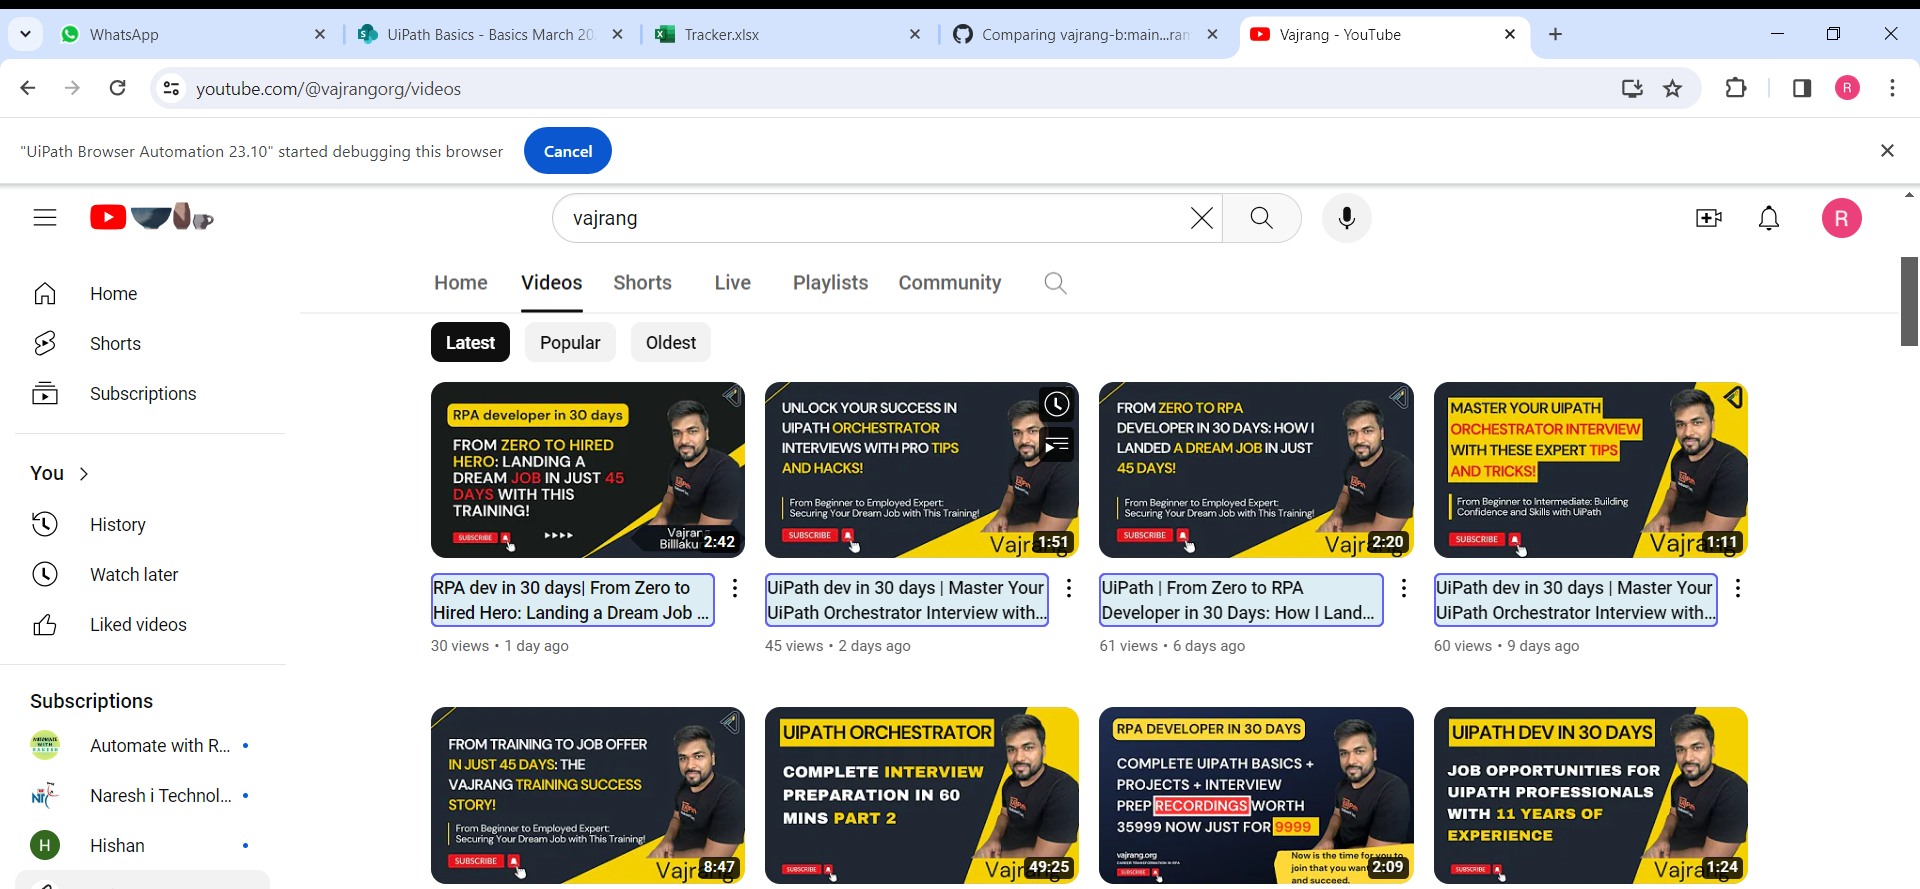 WhatsApp
UiPath Basics - Basics March 20
Tracker.xlsx
Comparing vajrang-b:main...ran
Vajrang - YouTube
youtube.com/@vajrangorg/videos
R
"UiPath Browser Automation 23.10" started debugging this browser
Cancel
vajrang
R
Home
Shorts
Subscriptions
You
History
Watch later
Liked videos
Subscriptions
Automate with R...
Naresh i Technol...
H
Hishan
Home
Videos
Shorts
Live
Playlists
Community
Latest
Popular
Oldest
RPA developer in 30 days
FROM ZERO TO HIRED
HERO: LANDING A
DREAM JOB IN JUST 45
DAYS WITH THIS
TRAINING!
SUBSCRIBE
Vajran
Billlaku
2:42
RPA dev in 30 days| From Zero to
Hired Hero: Landing a Dream Job ...
30 views • 1 day ago
UNLOCK YOUR SUCCESS IN
UIPATH ORCHESTRATOR
INTERVIEWS WITH PRO TIPS
AND HACKS!
From Beginner to Employed Expert:
Securing Your Dream Job with This Training!
SUBSCRIBE
Vajrang
1:51
UiPath dev in 30 days | Master Your
UiPath Orchestrator Interview with...
45 views • 2 days ago
FROM ZERO TO RPA
DEVELOPER IN 30 DAYS: HOW I
LANDED A DREAM JOB IN JUST
45 DAYS!
From Beginner to Employed Expert:
Securing Your Dream Job with This Training!
SUBSCRIBE
Vajrang
2:20
UiPath | From Zero to RPA
Developer in 30 Days: How I Land...
61 views • 6 days ago
MASTER YOUR UIPATH
ORCHESTRATOR INTERVIEW
WITH THESE EXPERT TIPS
AND TRICKS!
From Beginner to Intermediate: Building
Confidence and Skills with UiPath
SUBSCRIBE
Vajrang
1:11
UiPath dev in 30 days | Master Your
UiPath Orchestrator Interview with...
60 views • 9 days ago
FROM TRAINING TO JOB OFFER
IN JUST 45 DAYS: THE
VAJRANG TRAINING SUCCESS
STORY!
From Beginner to Employed Expert:
Securing Your Dream Job with This Training!
SUBSCRIBE
Vajrang
8:47
UIPATH ORCHESTRATOR
COMPLETE INTERVIEW
PREPARATION IN 60
MINS PART 2
SUBSCRIBE
Vajrang
49:25
RPA DEVELOPER IN 30 DAYS
COMPLETE UIPATH BASICS +
PROJECTS + INTERVIEW
PREP RECORDINGS WORTH
35999 NOW JUST FOR 9999
vajrang.org
CAREER TRANSFORMATION IN RPA
SUBSCRIBE
Now is the time for you to
join that you want
and succeed.
2:09
UIPATH DEV IN 30 DAYS
JOB OPPORTUNITIES FOR
UIPATH PROFESSIONALS
WITH 11 YEARS OF
EXPERIENCE
SUBSCRIBE
Vajrang
1:24